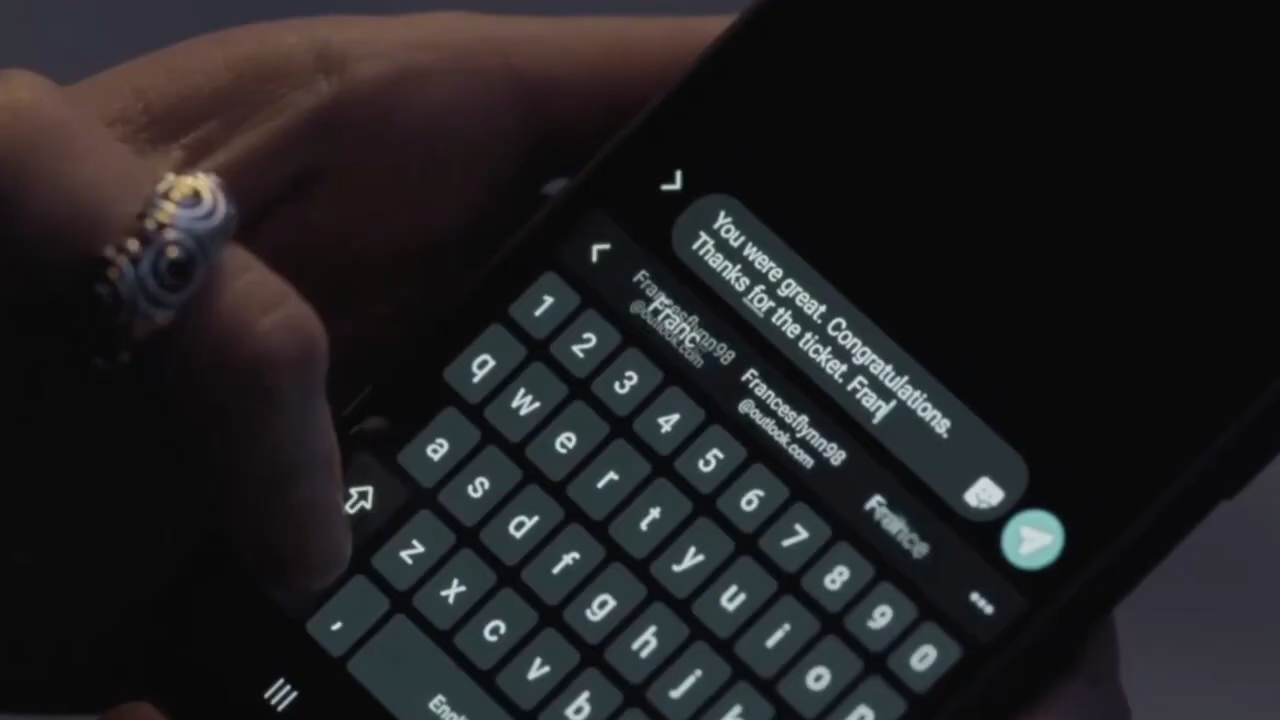 You were great. Congratulations.
Thanks for the ticket. Fran
Francesflynn98
@outlook.com
Franc
Francesflynn98
@outlook.com
France
1 2 3 4 5 6 7 8 9 0
q w e r t y u i o p
a s d f g h j
z x c v b
,